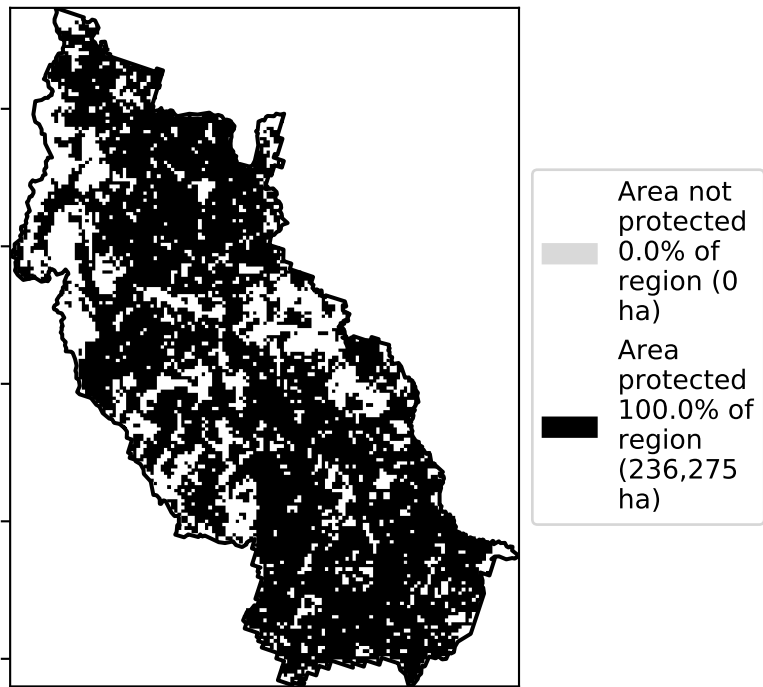 Area not
protected
0.0% of
region (0
ha)
Area
protected
100.0% of
region
(236,275
ha)